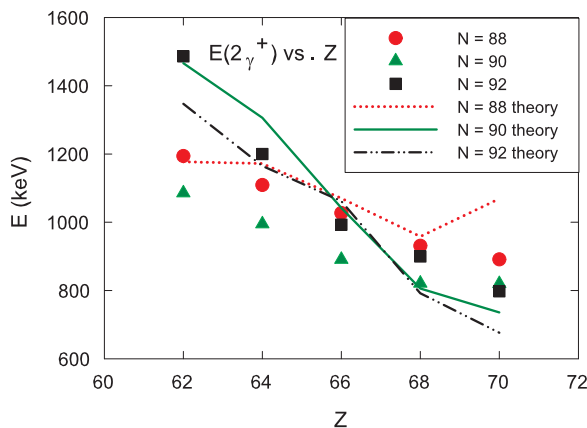 E(2γ+) vs. Z
N = 88
N = 90
N = 92
N = 88 theory
N = 90 theory
N = 92 theory
E (keV)
1600
1400
1200
1000
800
600
60 62 64 66 68 70 72
Z